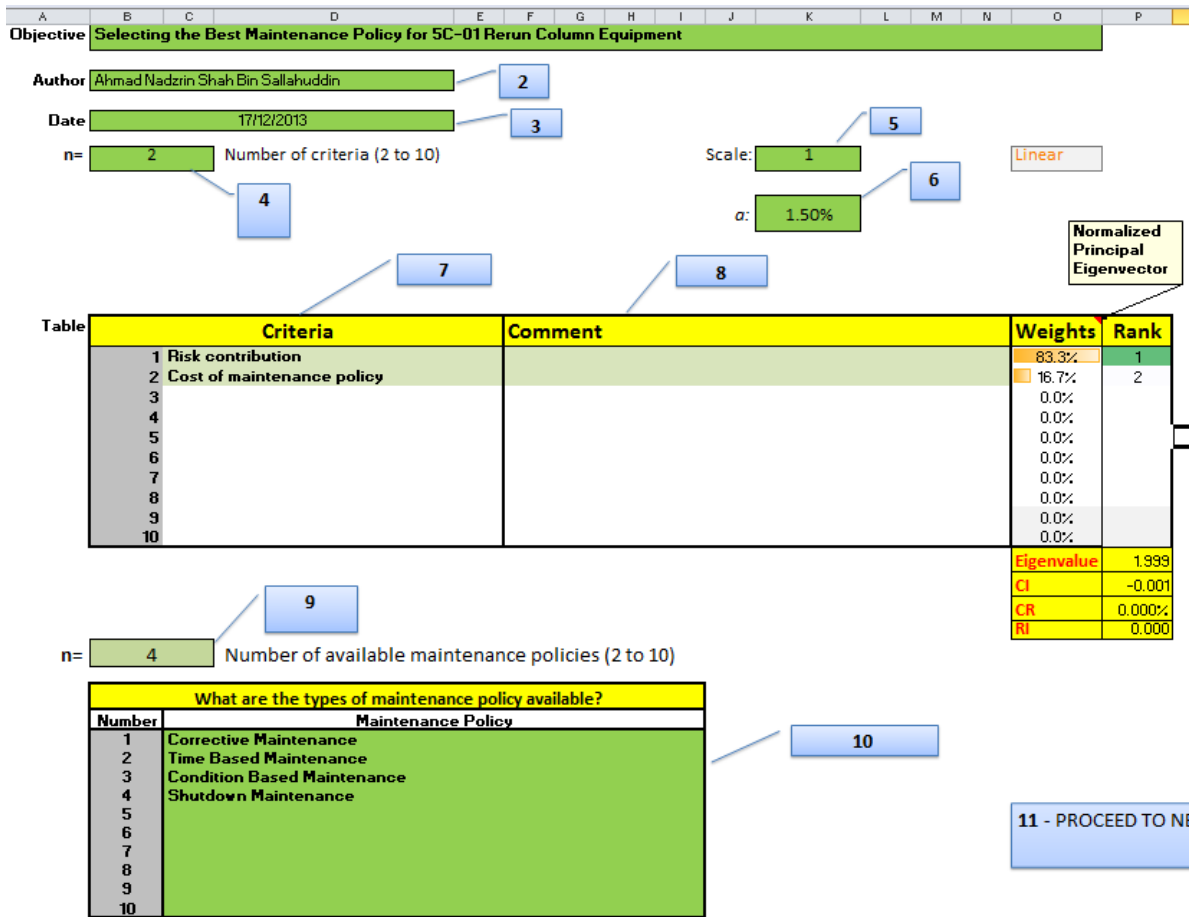 A B C D E F G H I J K L M N O P
Objective Selecting the Best Maintenance Policy for 5C-01 Rerun Column Equipment
Author Ahmad Nadzrin Shah Bin Sallahuddin 2
Date 17/12/2013 3
5
n= 2 Number of criteria (2 to 10) Scale: 1 Linear
4
6
a: 1.50%
Normalized
Principal
Eigenvector
7 8
Table Criteria Comment Weights Rank
1 Risk contribution 83.3% 1
2 Cost of maintenance policy 16.7% 2
3 0.0%
4 0.0%
5 0.0%
6 0.0%
7 0.0%
8 0.0%
9 0.0%
10 0.0%
Eigenvalue 1.999
CI -0.001
CR 0.000%
RI 0.000
9
n= 4 Number of available maintenance policies (2 to 10)
What are the types of maintenance policy available?
Number Maintenance Policy
1 Corrective Maintenance
2 Time Based Maintenance
3 Condition Based Maintenance
4 Shutdown Maintenance
5
6
7
8
9
10
10
11 - PROCEED TO NE